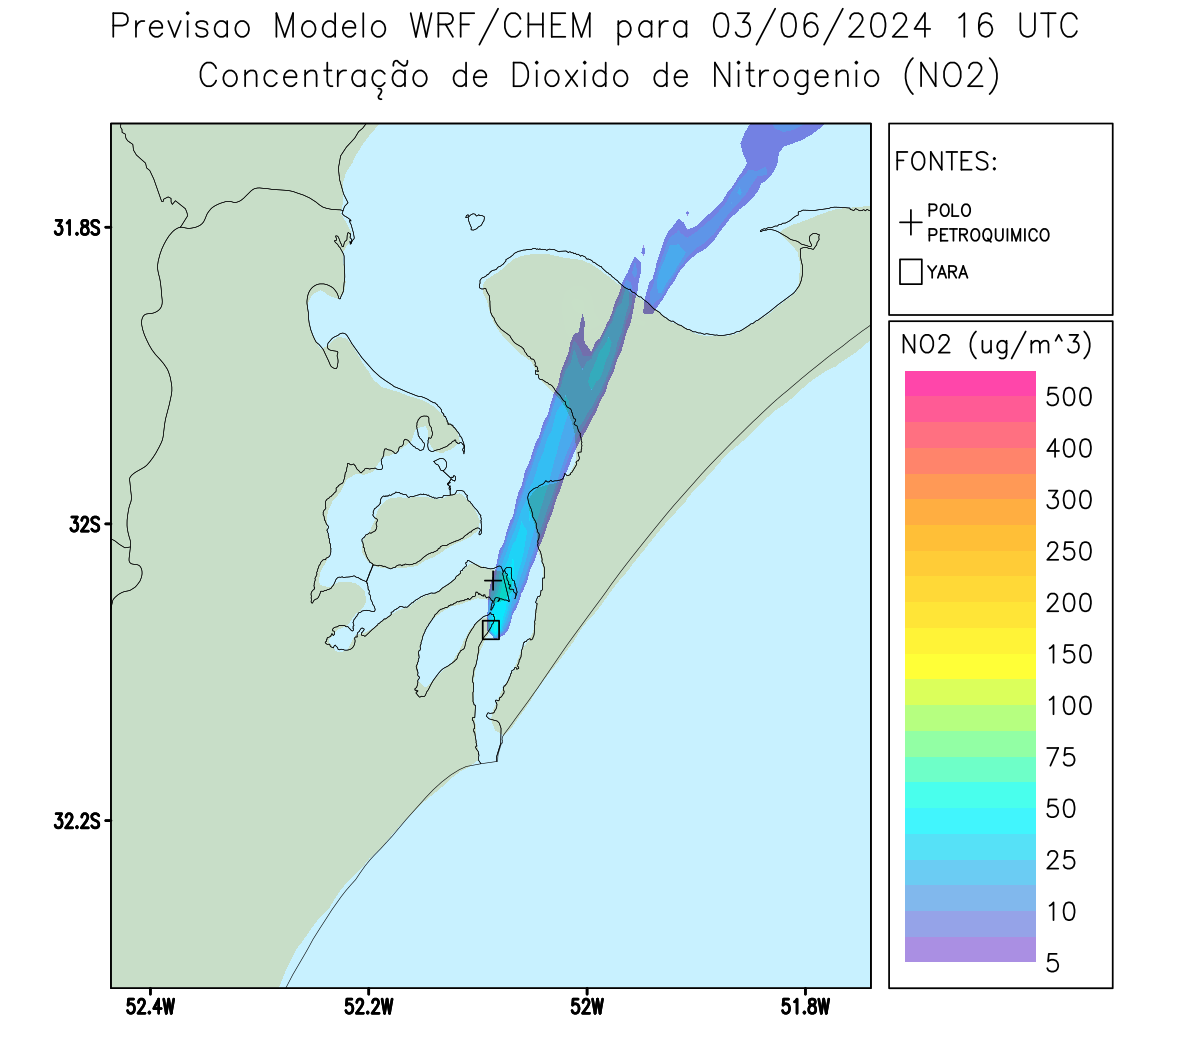 Previsao Modelo WRF/CHEM para 03/06/2024 16 UTC
Concentração de Dioxido de Nitrogenio (NO2)
FONTES:
POLO
PETROQUIMICO
YARA
31.8S
32S
32.2S
52.4W
52.2W
52W
51.8W
NO2 (ug/m^3)
500
400
300
250
200
150
100
75
50
25
10
5